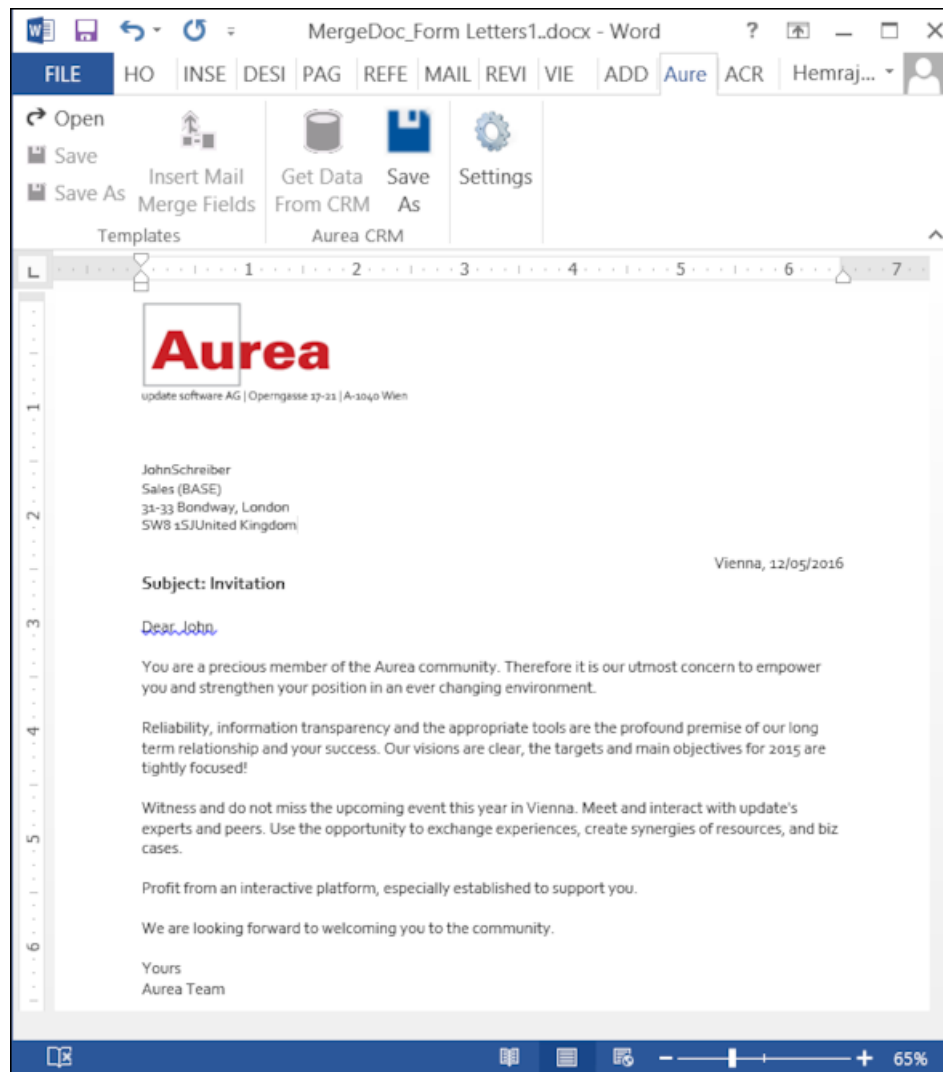 MergeDoc_Form Letters1..docx - Word ?
FILE HO INSE DESI PAG REFE MAIL REVI VIE ADD Aure ACR Hemraj...
Open
Save
Save As
Insert Mail
Merge Fields
Get Data
From CRM
Save
As
Settings
Templates
Aurea CRM
L 1 2 3 4 5 6 7
Aurea
update software AG | Operngasse 17-21 | A-1040 Wien
JohnSchreiber
Sales (BASE)
31-33 Bondway, London
SW8 1SJUnited Kingdom
Vienna, 12/05/2016
Subject: Invitation
Dear, John,
You are a precious member of the Aurea community. Therefore it is our utmost concern to empower
you and strengthen your position in an ever changing environment.
Reliability, information transparency and the appropriate tools are the profound premise of our long
term relationship and your success. Our visions are clear, the targets and main objectives for 2015 are
tightly focused!
Witness and do not miss the upcoming event this year in Vienna. Meet and interact with update's
experts and peers. Use the opportunity to exchange experiences, create synergies of resources, and biz
cases.
Profit from an interactive platform, especially established to support you.
We are looking forward to welcoming you to the community.
Yours
Aurea Team
1
2
3
4
5
6
65%